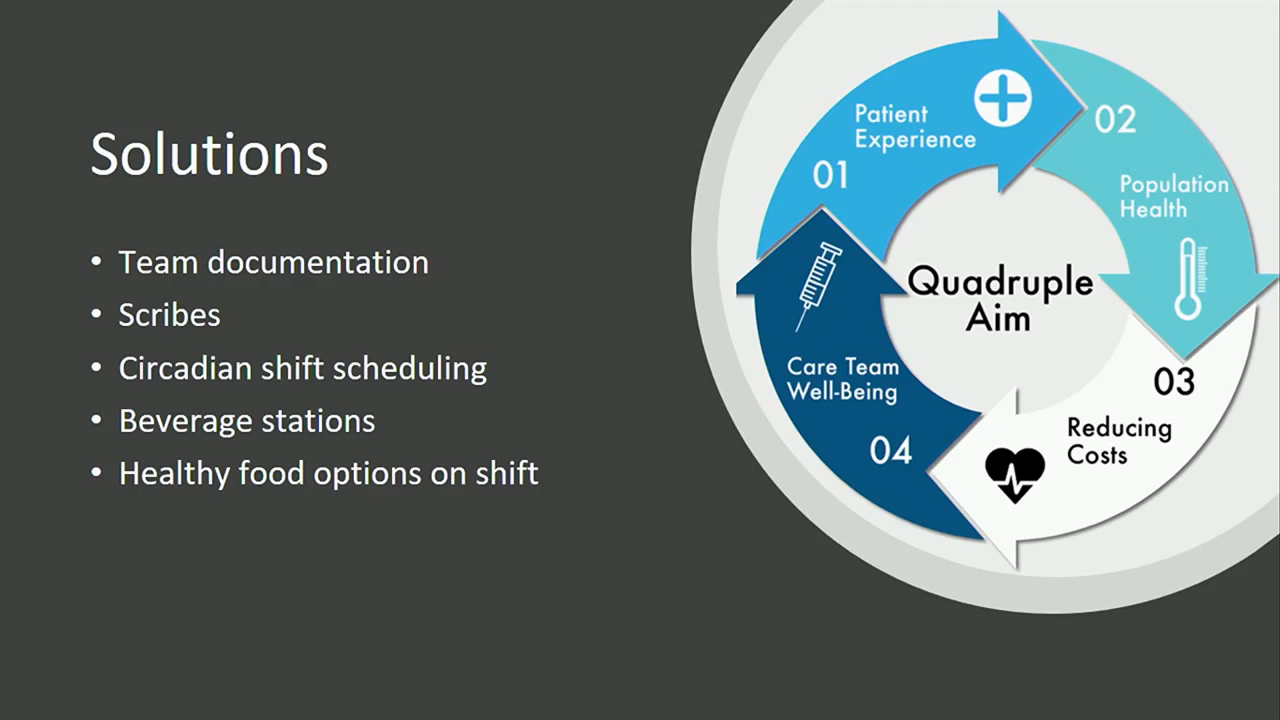 Solutions
• Team documentation
• Scribes
• Circadian shift scheduling
• Beverage stations
• Healthy food options on shift
Patient
Experience
01
02
Population
Health
Quadruple
Aim
03
Reducing
Costs
Care Team
Well-Being
04